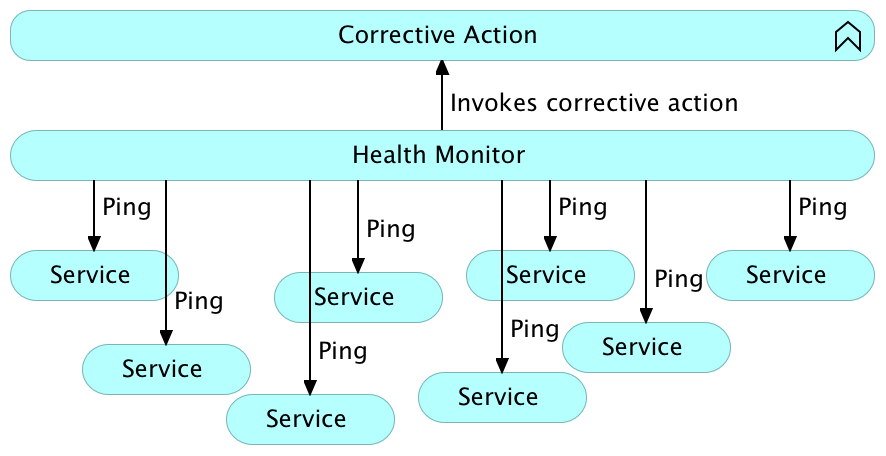 Corrective Action
Invokes corrective action
Health Monitor
Ping
Ping
Ping
Ping
Service
Service
Service
Service
Ping
Ping
Ping
Ping
Service
Service
Service
Service